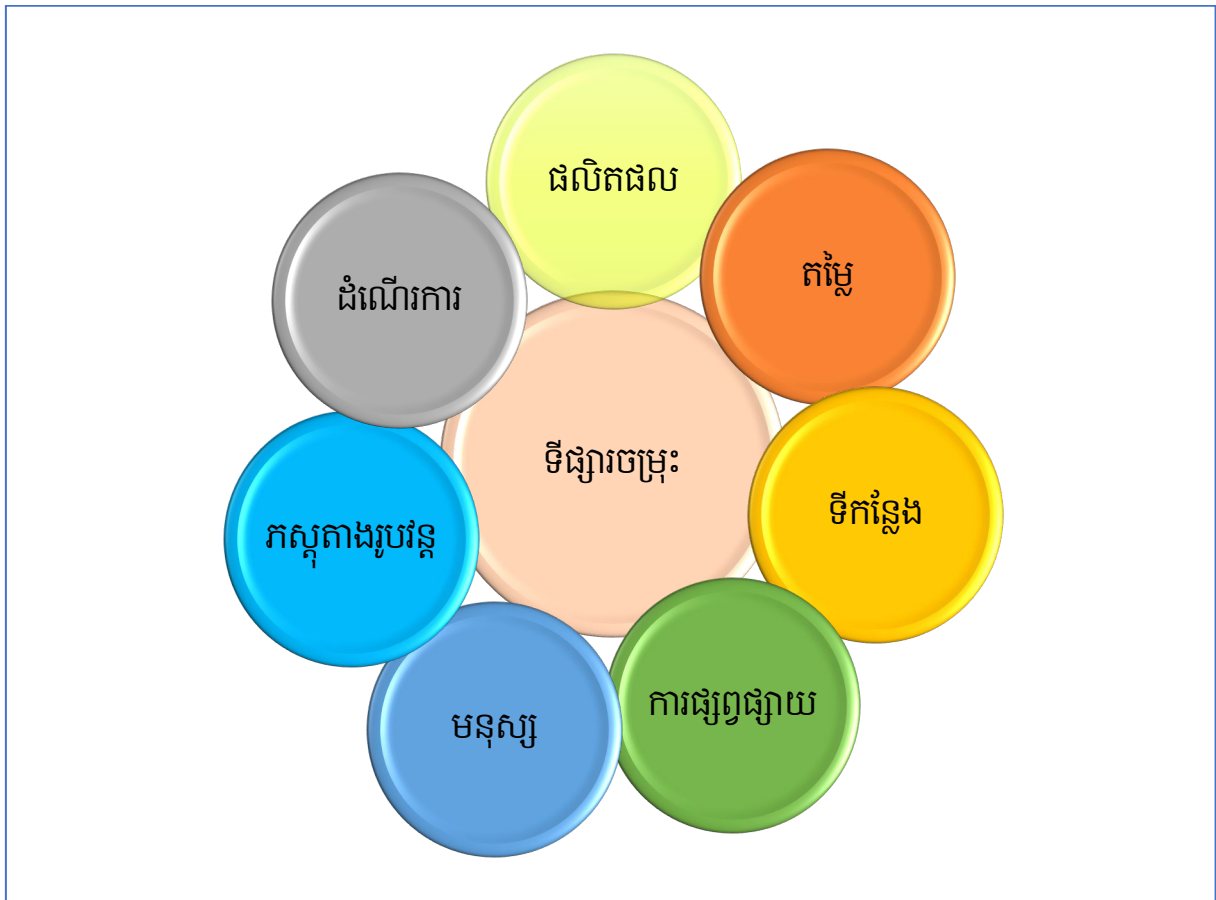 ផលិតផល
តម្លៃ
ទីកន្លែង
ការផ្សព្វផ្សាយ
មនុស្ស
ភស្តុតាងរូបវន្ត
ដំណើរការ
ទីផ្សារចម្រុះ